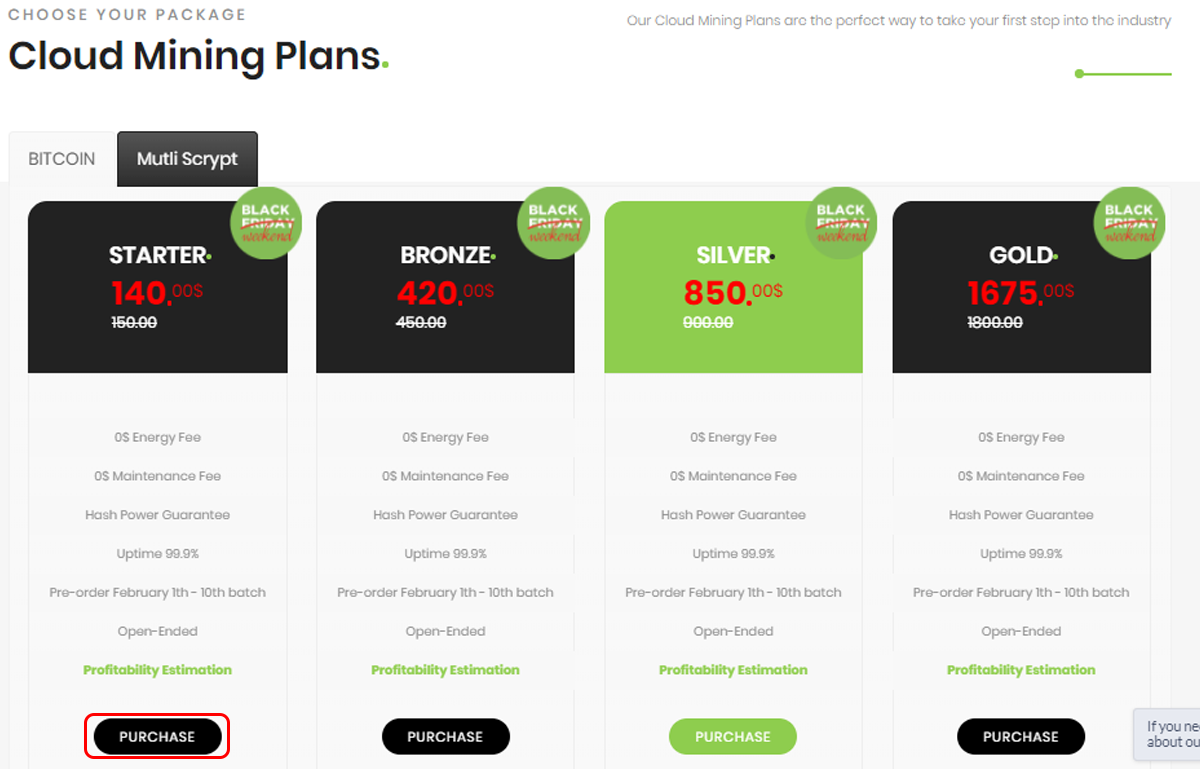 CHOOSE YOUR PACKAGE
Our Cloud Mining Plans are the perfect way to take your first step into the industry
Cloud Mining Plans.
BITCOIN
Mutli Scrypt
BLACK
FRIDAY
weekend
STARTER
140.00$
150.00
0$ Energy Fee
0$ Maintenance Fee
Hash Power Guarantee
Uptime 99.9%
Pre-order February 1th - 10th batch
Open-Ended
Profitability Estimation
PURCHASE
BLACK
FRIDAY
weekend
BRONZE
420.00$
450.00
0$ Energy Fee
0$ Maintenance Fee
Hash Power Guarantee
Uptime 99.9%
Pre-order February 1th - 10th batch
Open-Ended
Profitability Estimation
PURCHASE
BLACK
FRIDAY
weekend
SILVER
850.00$
900.00
0$ Energy Fee
0$ Maintenance Fee
Hash Power Guarantee
Uptime 99.9%
Pre-order February 1th - 10th batch
Open-Ended
Profitability Estimation
PURCHASE
BLACK
FRIDAY
weekend
GOLD
1675.00$
1800.00
0$ Energy Fee
0$ Maintenance Fee
Hash Power Guarantee
Uptime 99.9%
Pre-order February 1th - 10th batch
Open-Ended
Profitability Estimation
PURCHASE
If you ne
about ou